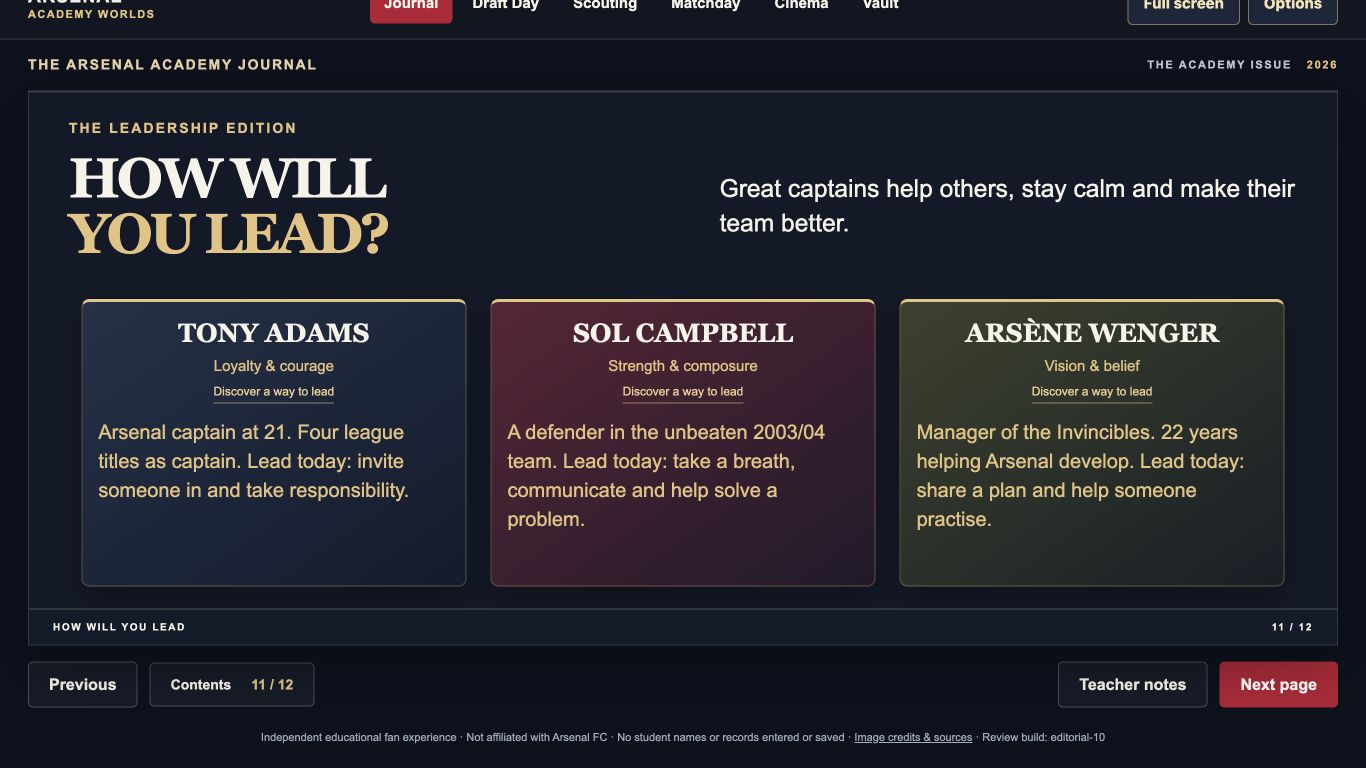 ARSENAL
ACADEMY WORLDS
Journal
Draft Day
Scouting
Matchday
Cinema
Vault
Full screen
Options
THE ARSENAL ACADEMY JOURNAL
THE ACADEMY ISSUE 2026
THE LEADERSHIP EDITION
HOW WILL
YOU LEAD?
Great captains help others, stay calm and make their
team better.
TONY ADAMS
Loyalty & courage
Discover a way to lead
Arsenal captain at 21. Four league
titles as captain. Lead today: invite
someone in and take responsibility.
SOL CAMPBELL
Strength & composure
Discover a way to lead
A defender in the unbeaten 2003/04
team. Lead today: take a breath,
communicate and help solve a
problem.
ARSÈNE WENGER
Vision & belief
Discover a way to lead
Manager of the Invincibles. 22 years
helping Arsenal develop. Lead today:
share a plan and help someone
practise.
HOW WILL YOU LEAD
11 / 12
Previous
Contents 11 / 12
Teacher notes
Next page
Independent educational fan experience · Not affiliated with Arsenal FC · No student names or records entered or saved · Image credits & sources · Review build: editorial-10